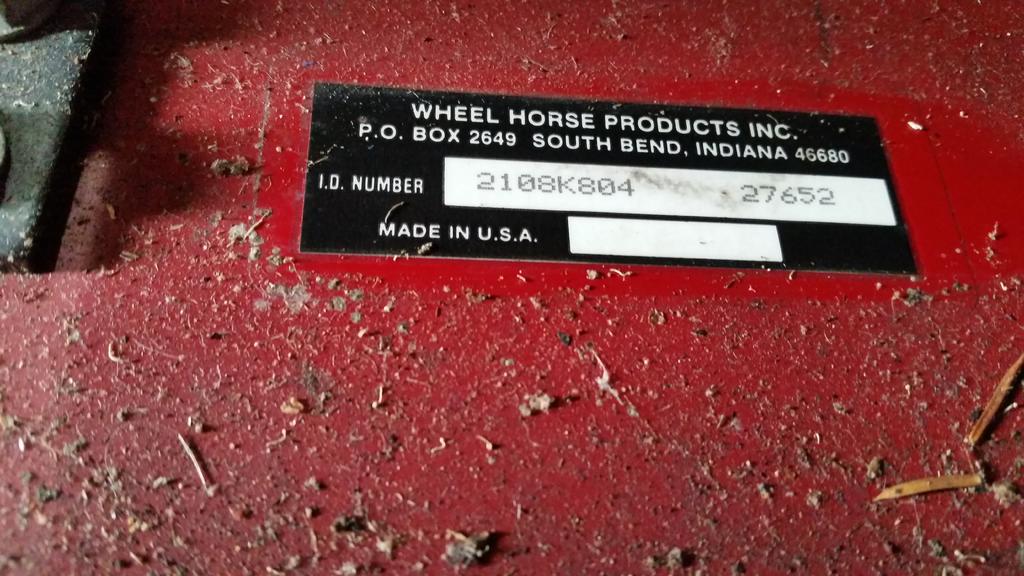 WHEEL HORSE PRODUCTS INC.
P.O. BOX 2649 SOUTH BEND, INDIANA 46680
I.D. NUMBER 2108K804 27652
MADE IN U.S.A.